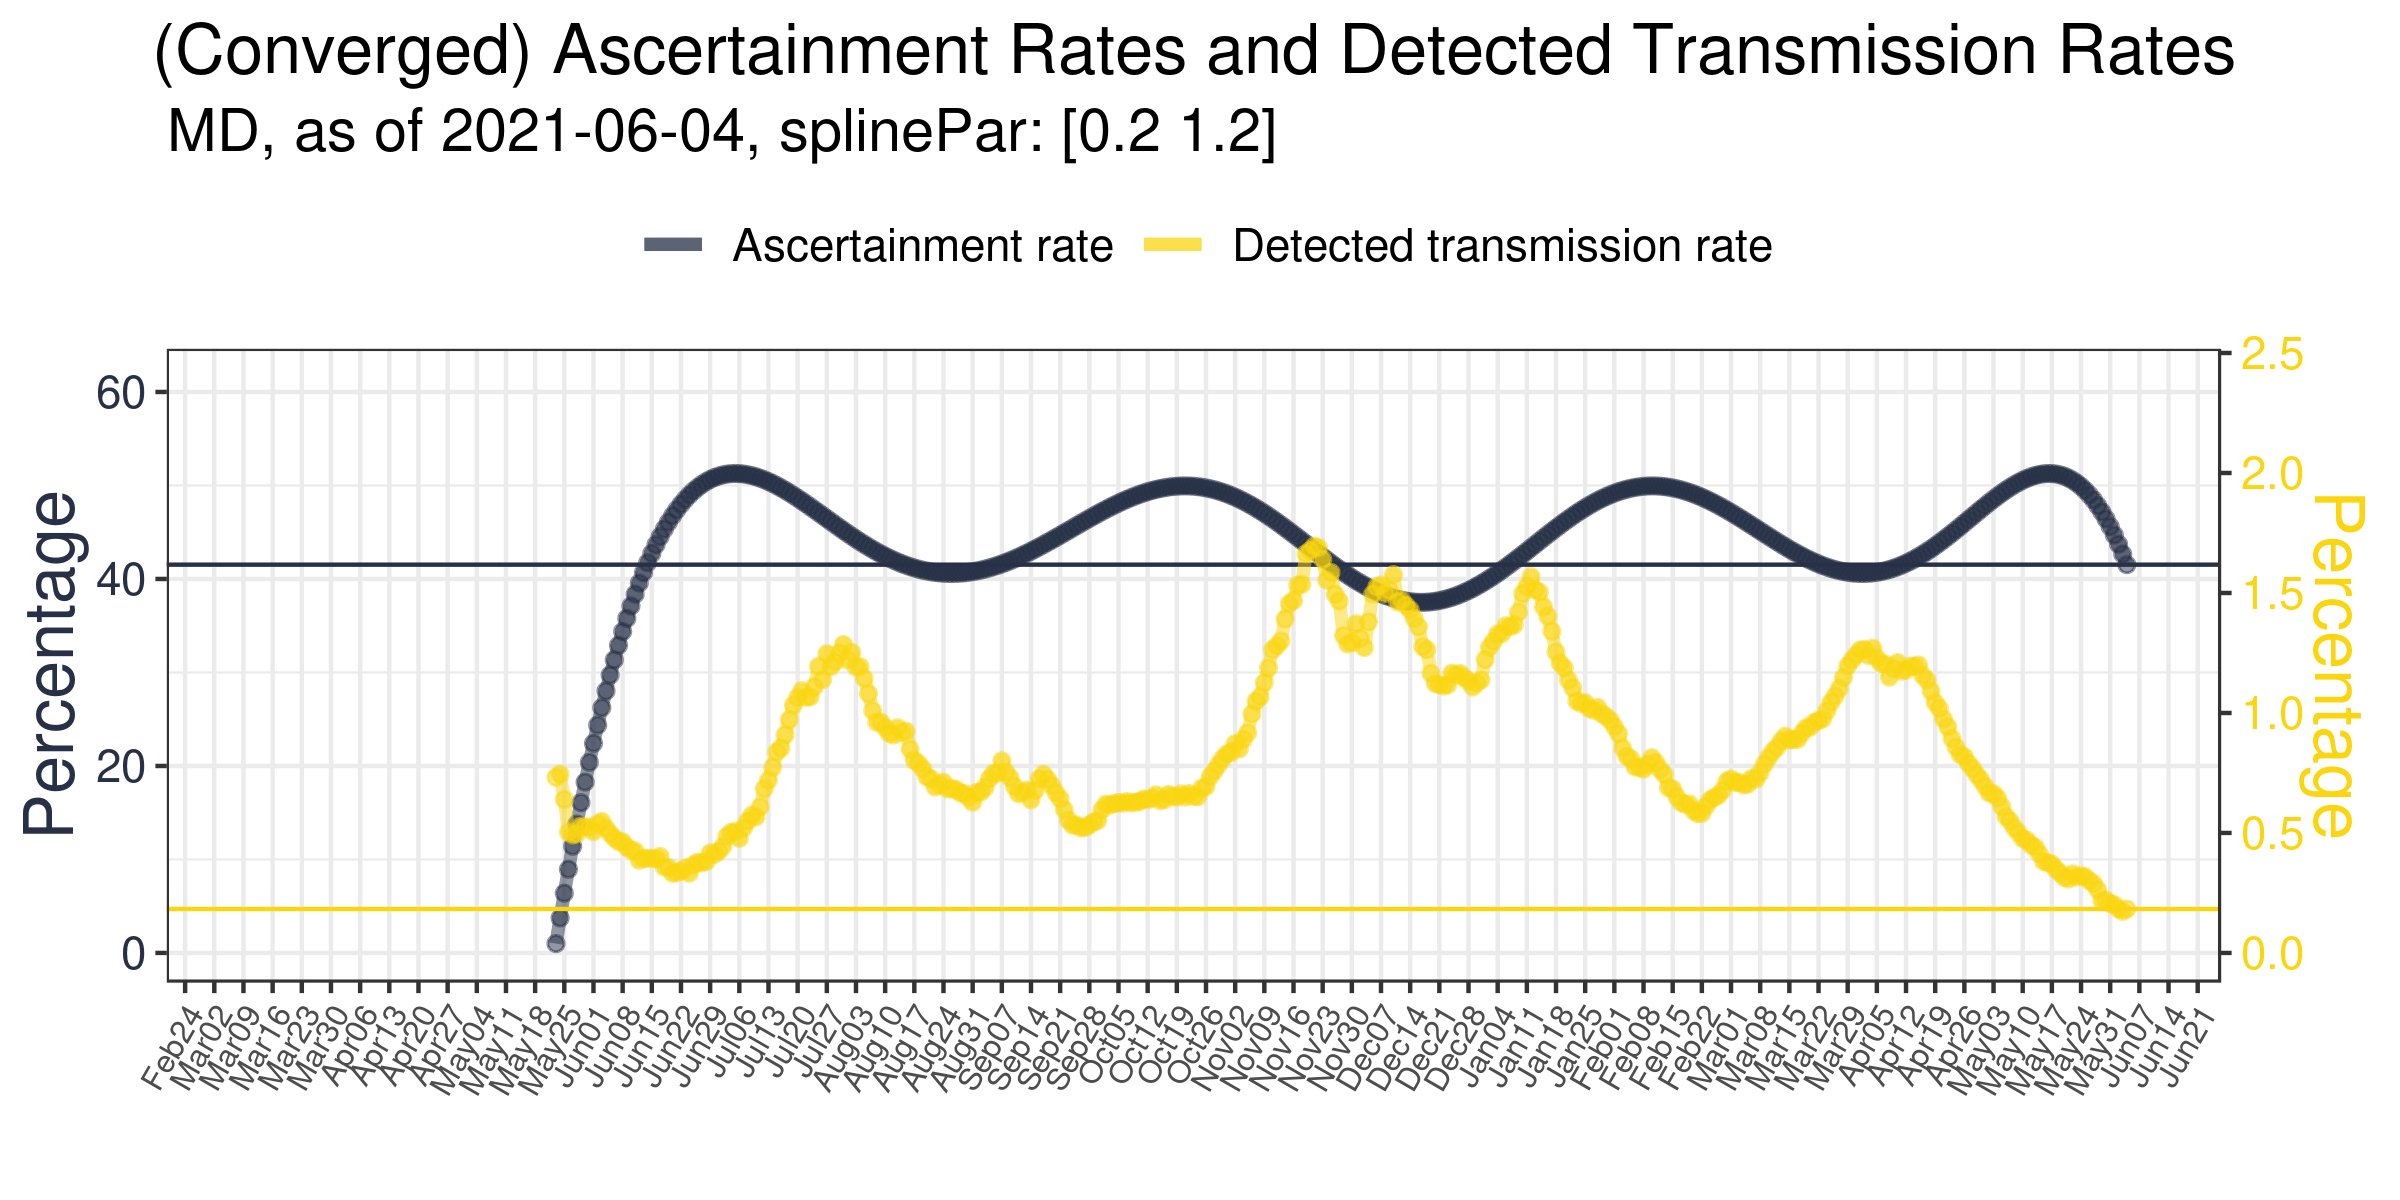 (Converged) Ascertainment Rates and Detected Transmission Rates
MD, as of 2021-06-04, splinePar: [0.2 1.2]
Ascertainment rate Detected transmission rate
Percentage
60
40
20
0
2.5
2.0
1.5
1.0
0.5
0.0
Percentage
Feb24 Mar02 Mar09 Mar16 Mar23 Mar30 Apr06 Apr13 Apr20 Apr27 May04 May11 May18 May25 Jun01 Jun08 Jun15 Jun22 Jun29 Jul06 Jul13 Jul20 Jul27 Aug03 Aug10 Aug17 Aug24 Aug31 Sep07 Sep14 Sep21 Sep28 Oct05 Oct12 Oct19 Oct26 Nov02 Nov09 Nov16 Nov23 Nov30 Dec07 Dec14 Dec21 Dec28 Jan04 Jan11 Jan18 Jan25 Feb01 Feb08 Feb15 Feb22 Mar01 Mar08 Mar15 Mar22 Mar29 Apr05 Apr12 Apr19 Apr26 May03 May10 May17 May24 May31 Jun07 Jun14 Jun21